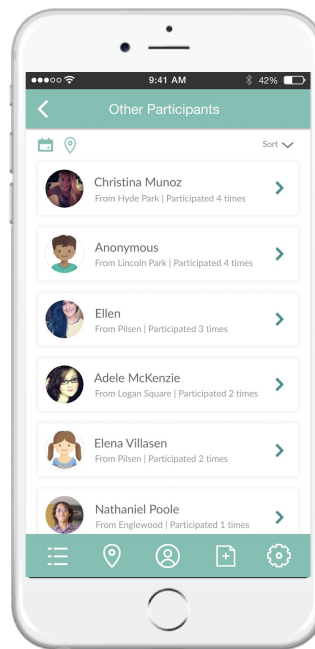 9:41 AM
42%
Other Participants
Sort
Christina Munoz
From Hyde Park | Participated 4 times
Anonymous
From Lincoln Park | Participated 4 times
Ellen
From Pilsen | Participated 3 times
Adele McKenzie
From Logan Square | Participated 2 times
Elena Villasen
From Pilsen | Participated 2 times
Nathaniel Poole
From Englewood | Participated 1 times